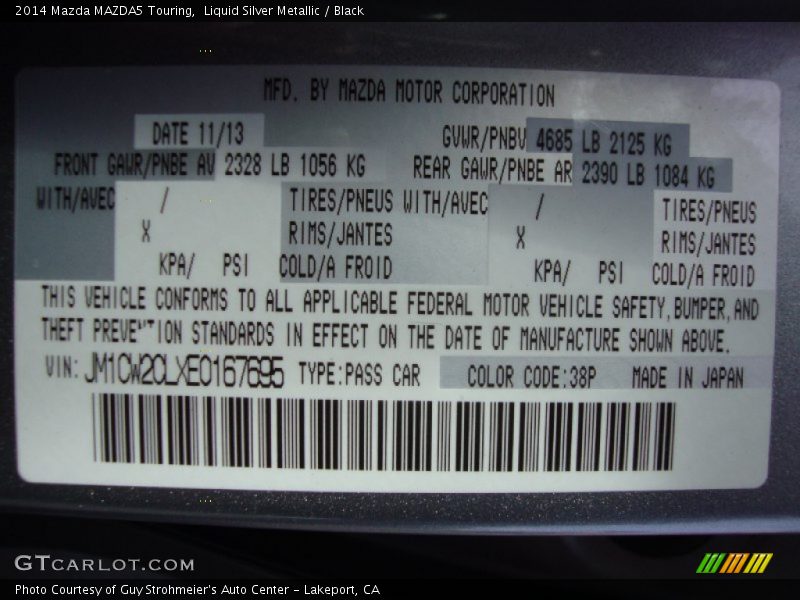 2014 Mazda MAZDA5 Touring, Liquid Silver Metallic / Black
MFD. BY MAZDA MOTOR CORPORATION
DATE 11/13 GVWR/PNBV 4685 LB 2125 KG
FRONT GAWR/PNBE AV 2328 LB 1056 KG REAR GAWR/PNBE AR 2390 LB 1084 KG
WITH/AVEC / TIRES/PNEUS WITH/AVEC / TIRES/PNEUS
X RIMS/JANTES X RIMS/JANTES
KPA/ PSI COLD/A FROID KPA/ PSI COLD/A FROID
THIS VEHICLE CONFORMS TO ALL APPLICABLE FEDERAL MOTOR VEHICLE SAFETY, BUMPER, AND
THEFT PREVENTION STANDARDS IN EFFECT ON THE DATE OF MANUFACTURE SHOWN ABOVE.
VIN: JM1CW2CLXE0167695 TYPE:PASS CAR COLOR CODE:38P MADE IN JAPAN
GTCARLOT.COM
Photo Courtesy of Guy Strohmeier's Auto Center - Lakeport, CA